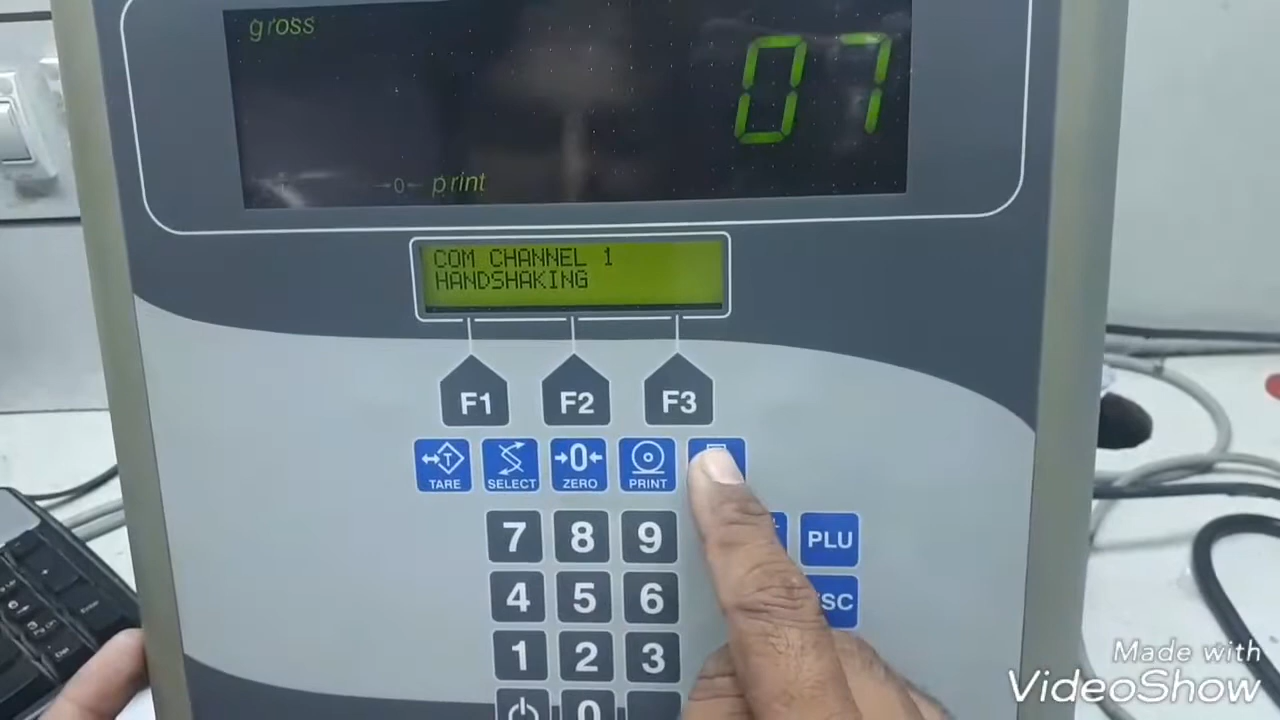 gross
07
→0← print
COM CHANNEL 1
HANDSHAKING
F1 F2 F3
TARE SELECT →0← ZERO PRINT
7 8 9 PLU
4 5 6
1 2 3
0
Made with
VideoShow